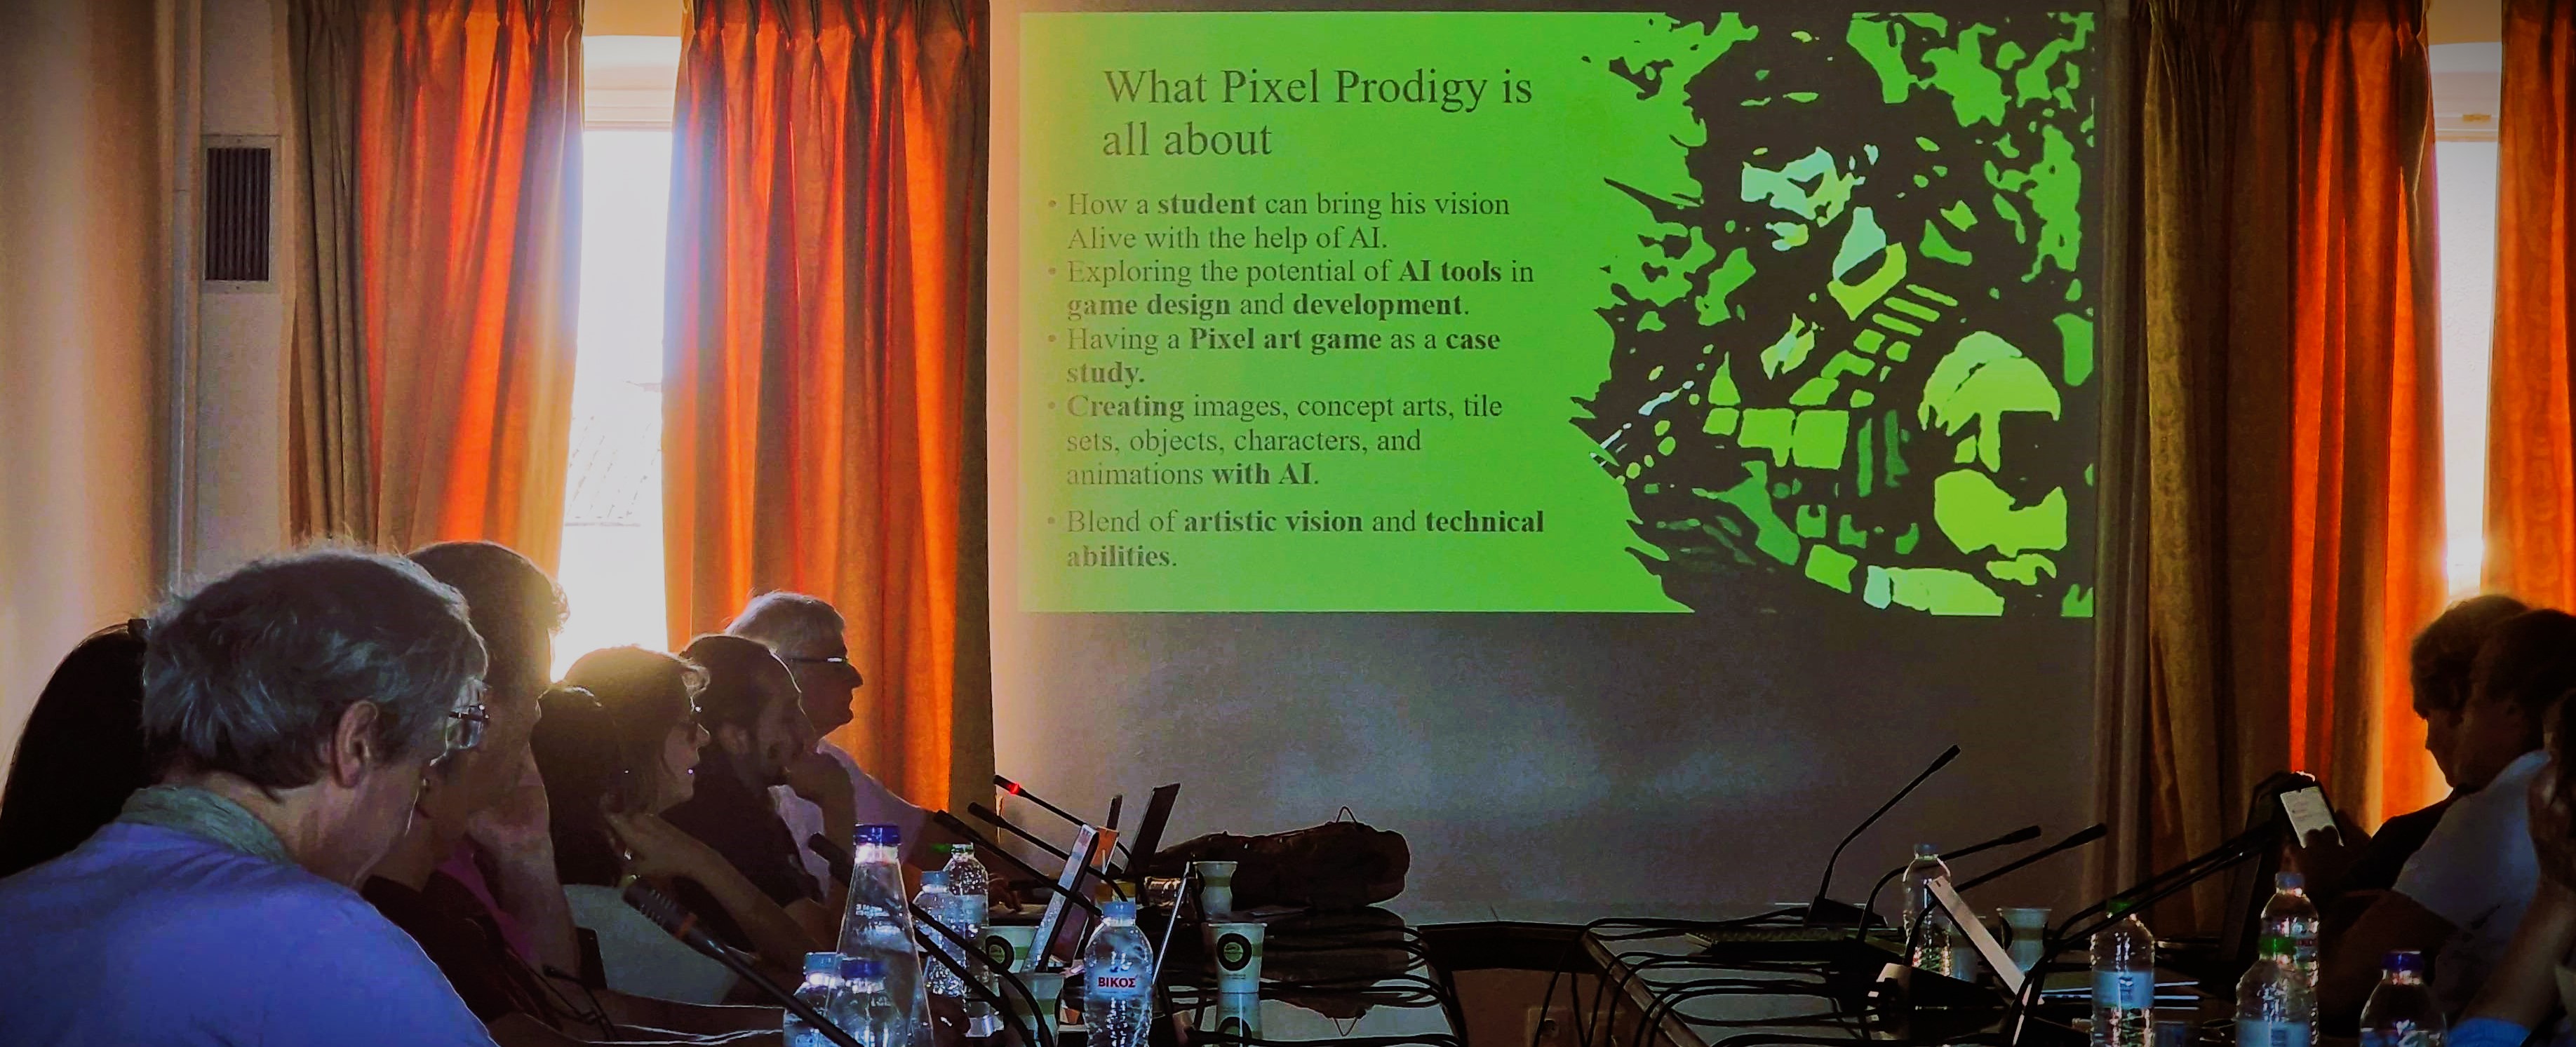 What Pixel Prodigy is
all about
• How a student can bring his vision
Alive with the help of AI.
• Exploring the potential of AI tools in
game design and development.
• Having a Pixel art game as a case
study.
• Creating images, concept arts, tile
sets, objects, characters, and
animations with AI.
• Blend of artistic vision and technical
abilities.
ΒΙΚΟΣ